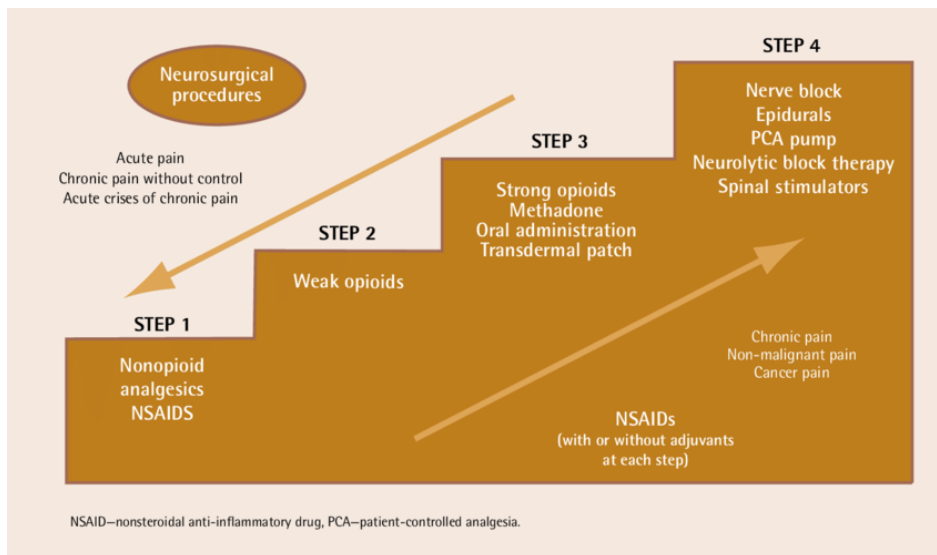 STEP 4
Neurosurgical
procedures
Nerve block
Epidurals
PCA pump
Neurolytic block therapy
Spinal stimulators
STEP 3
Acute pain
Chronic pain without control
Acute crises of chronic pain
Strong opioids
Methadone
Oral administration
Transdermal patch
STEP 2
Weak opioids
STEP 1
Nonopioid
analgesics
NSAIDS
Chronic pain
Non-malignant pain
Cancer pain
NSAIDs
(with or without adjuvants
at each step)
NSAID—nonsteroidal anti-inflammatory drug, PCA—patient-controlled analgesia.